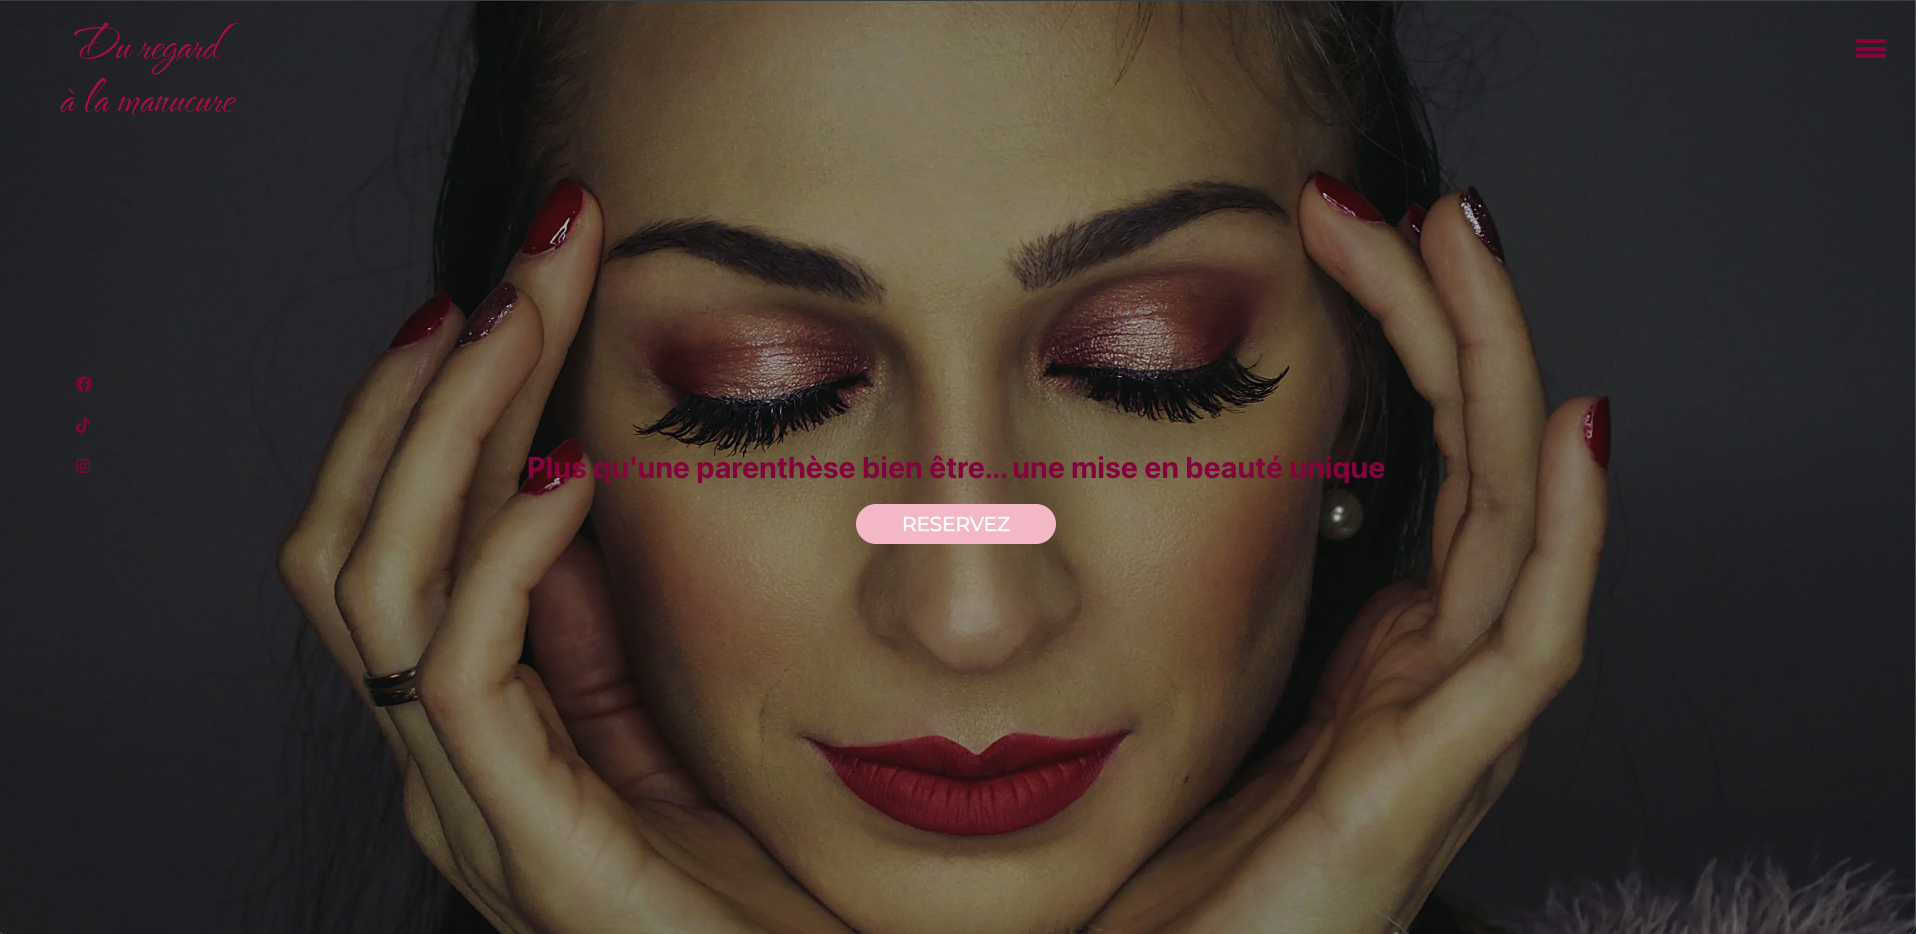 Du regard
à la manucure
Plus qu'une parenthèse bien être... une mise en beauté unique
RESERVEZ